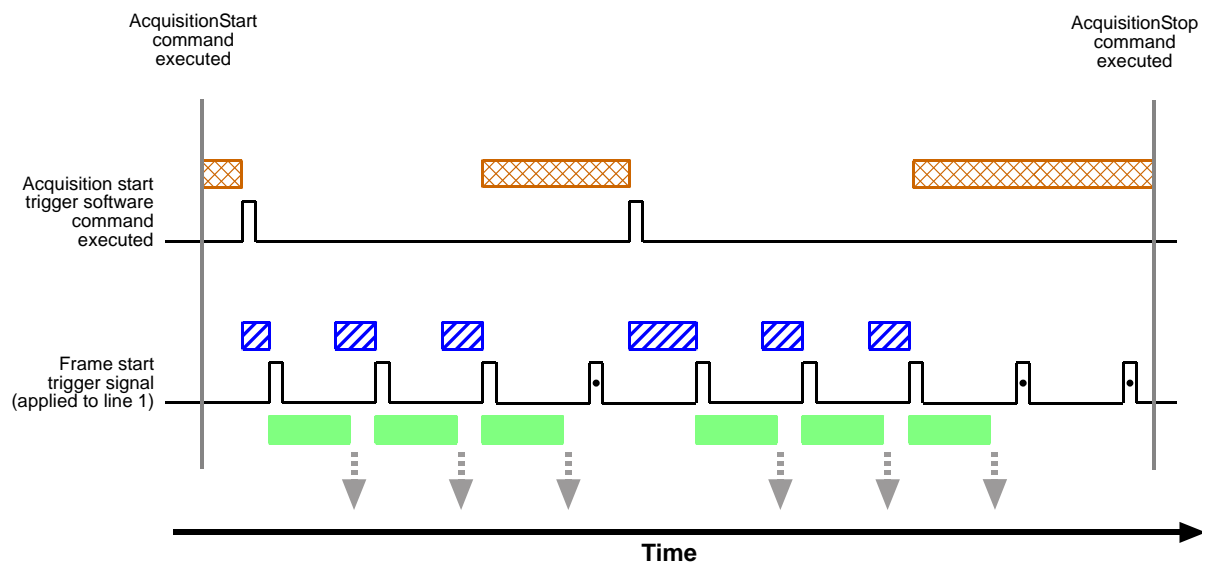 AcquisitionStart
command
executed
AcquisitionStop
command
executed
Acquisition start
trigger software
command
executed
Frame start
trigger signal
(applied to line 1)
Time